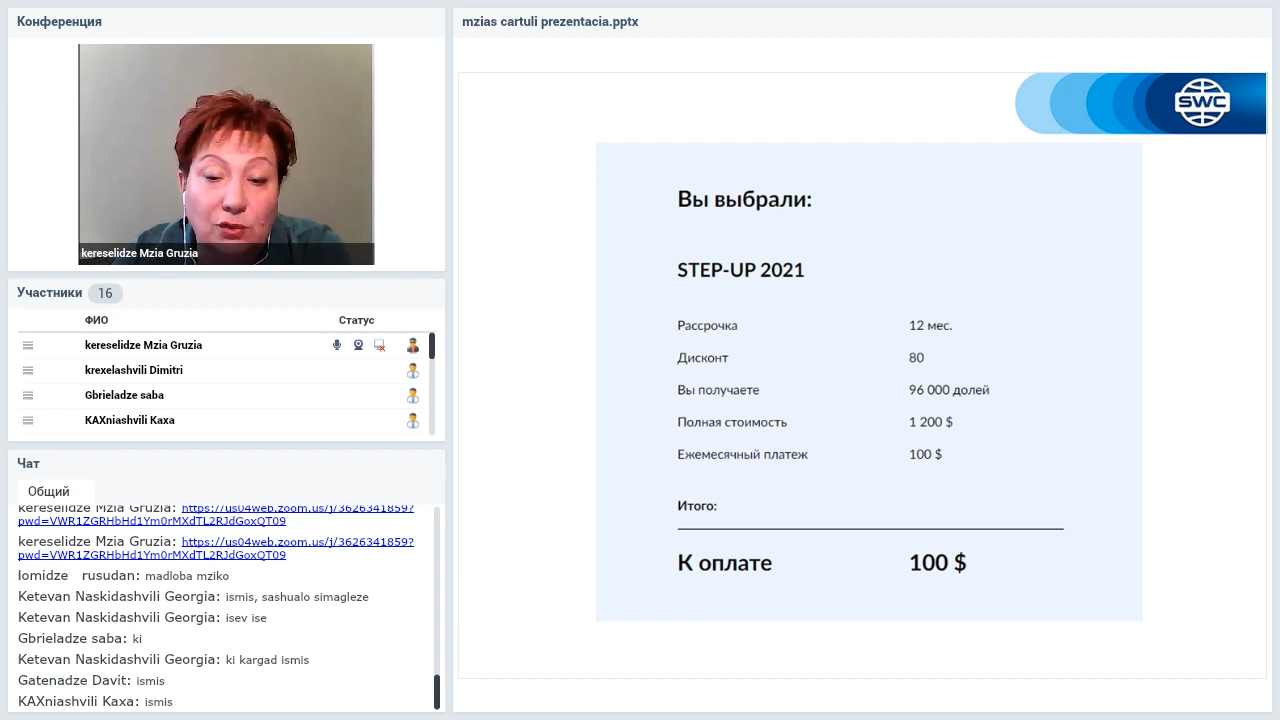 Конференция
kereselidze Mzia Gruzia
Участники 16
ФИО Статус
kereselidze Mzia Gruzia
krexelashvili Dimitri
Gbrieladze saba
KAXniashvili Kaxa
Чат
Общий
kereselidze Mzia Gruzia: https://us04web.zoom.us/j/3626341859?
pwd=VWR1ZGRHbHd1Ym0rMXdTL2RJdGoxQT09
kereselidze Mzia Gruzia: https://us04web.zoom.us/j/3626341859?
pwd=VWR1ZGRHbHd1Ym0rMXdTL2RJdGoxQT09
lomidze rusudan: madloba mziko
Ketevan Naskidashvili Georgia: ismis, sashualo simagleze
Ketevan Naskidashvili Georgia: isev ise
Gbrieladze saba: ki
Ketevan Naskidashvili Georgia: ki kargad ismis
Gatenadze Davit: ismis
KAXniashvili Kaxa: ismis
mzias cartuli prezentacia.pptx
SWC
Вы выбрали:
STEP-UP 2021
Рассрочка 12 мес.
Дисконт 80
Вы получаете 96 000 долей
Полная стоимость 1 200 $
Ежемесячный платеж 100 $
Итого:
К оплате 100 $